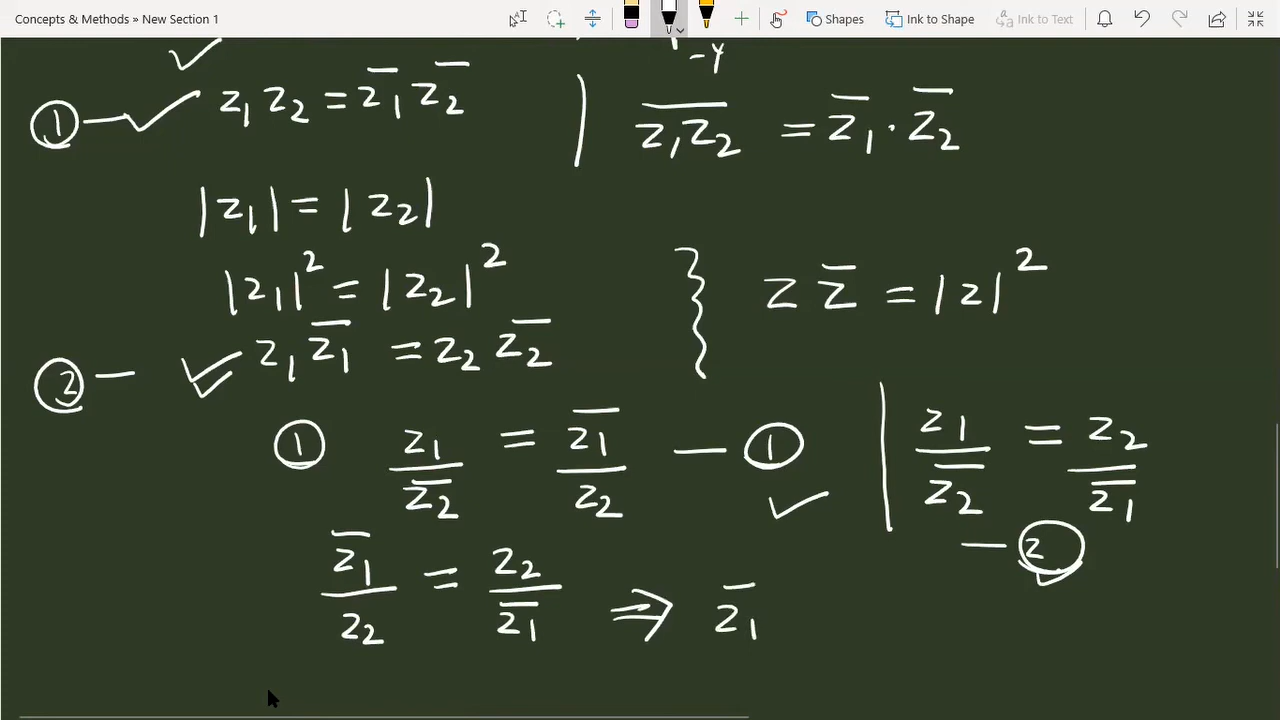 Concepts & Methods » New Section 1
Shapes
Ink to Shape
Ink to Text
-y
① — z₁z₂ = z̅₁ z̅₂
\overline{z₁z₂} = z̅₁ · z̅₂
|z₁| = |z₂|
|z₁|² = |z₂|²
z z̅ = |z|²
② — z₁ z̅₁ = z₂ z̅₂
① z₁/z̅₂ = z̅₁/z₂ — ①
z₁/z̅₂ = z₂/z̅₁
— ②
z̅₁/z₂ = z₂/z̅₁ ⇒ z̅₁